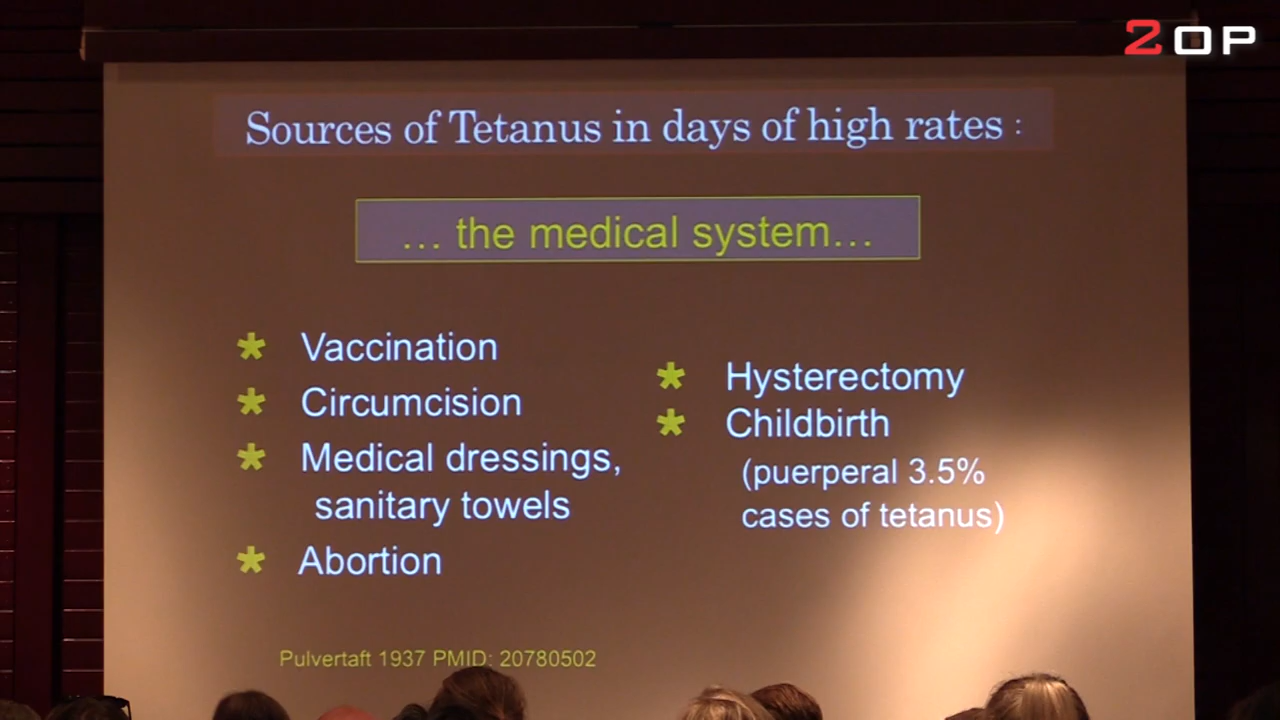 2OP
Sources of Tetanus in days of high rates :
... the medical system...
* Vaccination
* Circumcision
* Medical dressings,
sanitary towels
* Abortion
* Hysterectomy
* Childbirth
(puerperal 3.5%
cases of tetanus)
Pulvertaft 1937 PMID: 20780502